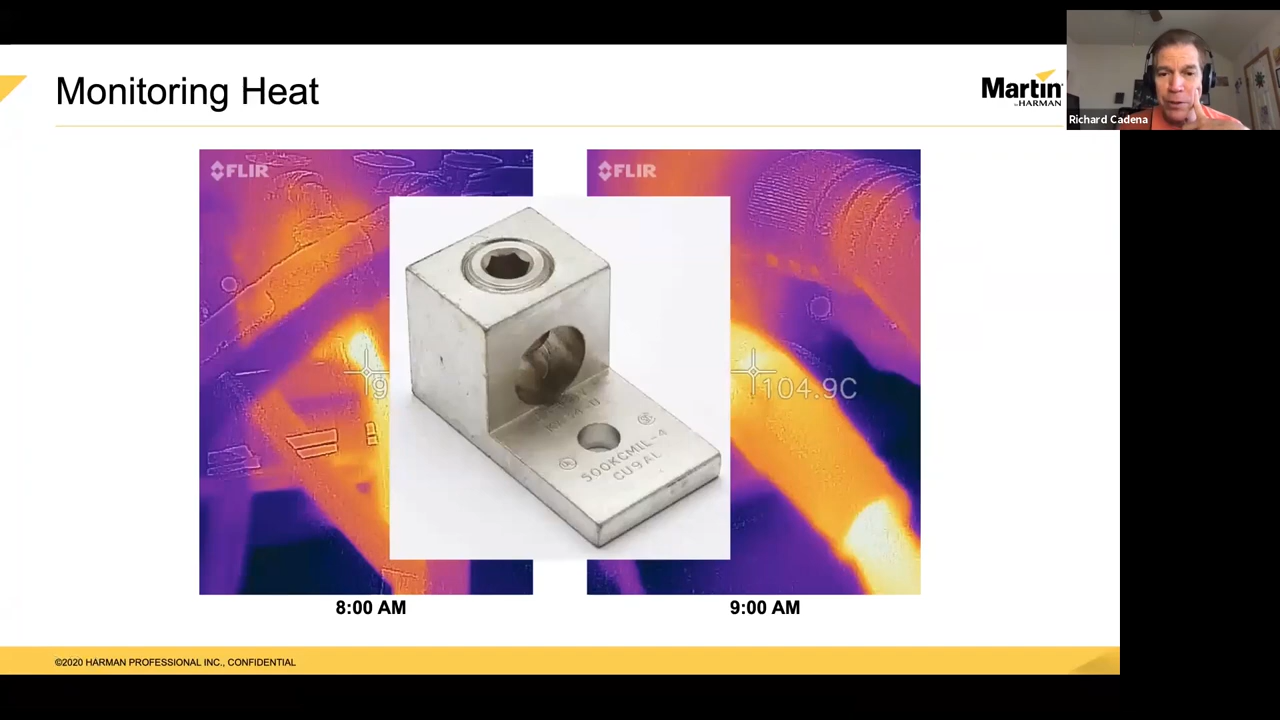 Monitoring Heat
Martin
by HARMAN
Richard Cadena
FLIR
FLIR
9
104.9C
500KCMIL-4
CU9AL
8:00 AM
9:00 AM
©2020 HARMAN PROFESSIONAL INC., CONFIDENTIAL